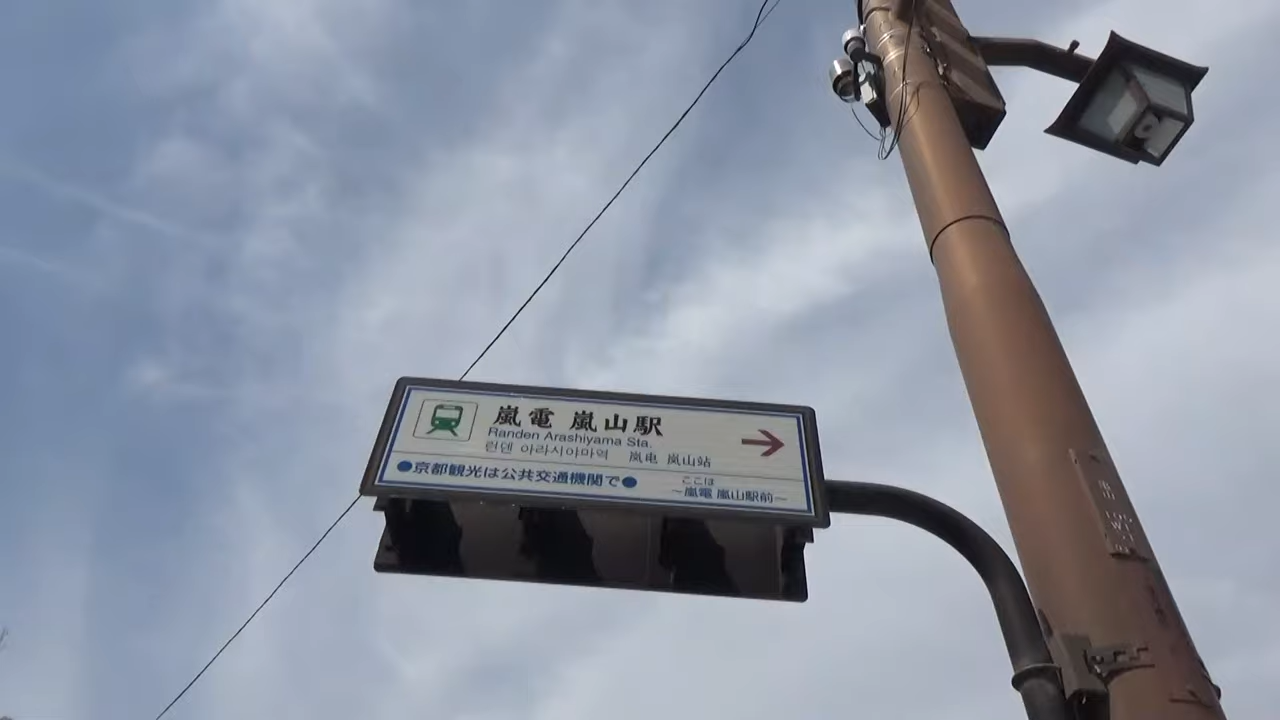 嵐電 嵐山駅
Randen Arashiyama Sta.
란덴 아라시야마역 岚电 岚山站
●京都観光は公共交通機関で●
ここは
〜嵐電 嵐山駅前〜